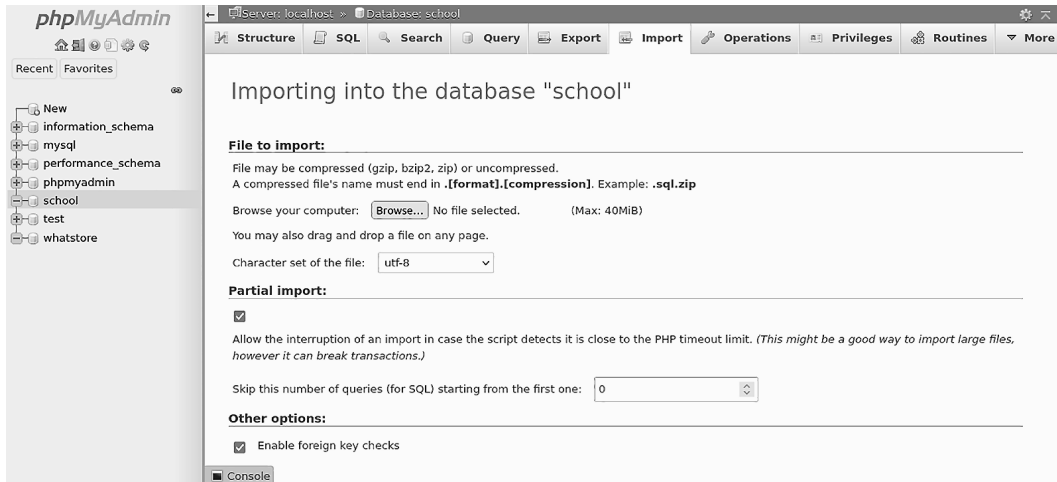 phpMyAdmin
Recent Favorites
New
information_schema
mysql
performance_schema
phpmyadmin
school
test
whatstore
Server: localhost » Database: school
Structure SQL Search Query Export Import Operations Privileges Routines More
Importing into the database "school"
File to import:
File may be compressed (gzip, bzip2, zip) or uncompressed.
A compressed file's name must end in .[format].[compression]. Example: .sql.zip
Browse your computer: Browse... No file selected. (Max: 40MiB)
You may also drag and drop a file on any page.
Character set of the file: utf-8
Partial import:
Allow the interruption of an import in case the script detects it is close to the PHP timeout limit. (This might be a good way to import large files,
however it can break transactions.)
Skip this number of queries (for SQL) starting from the first one: 0
Other options:
Enable foreign key checks
Console